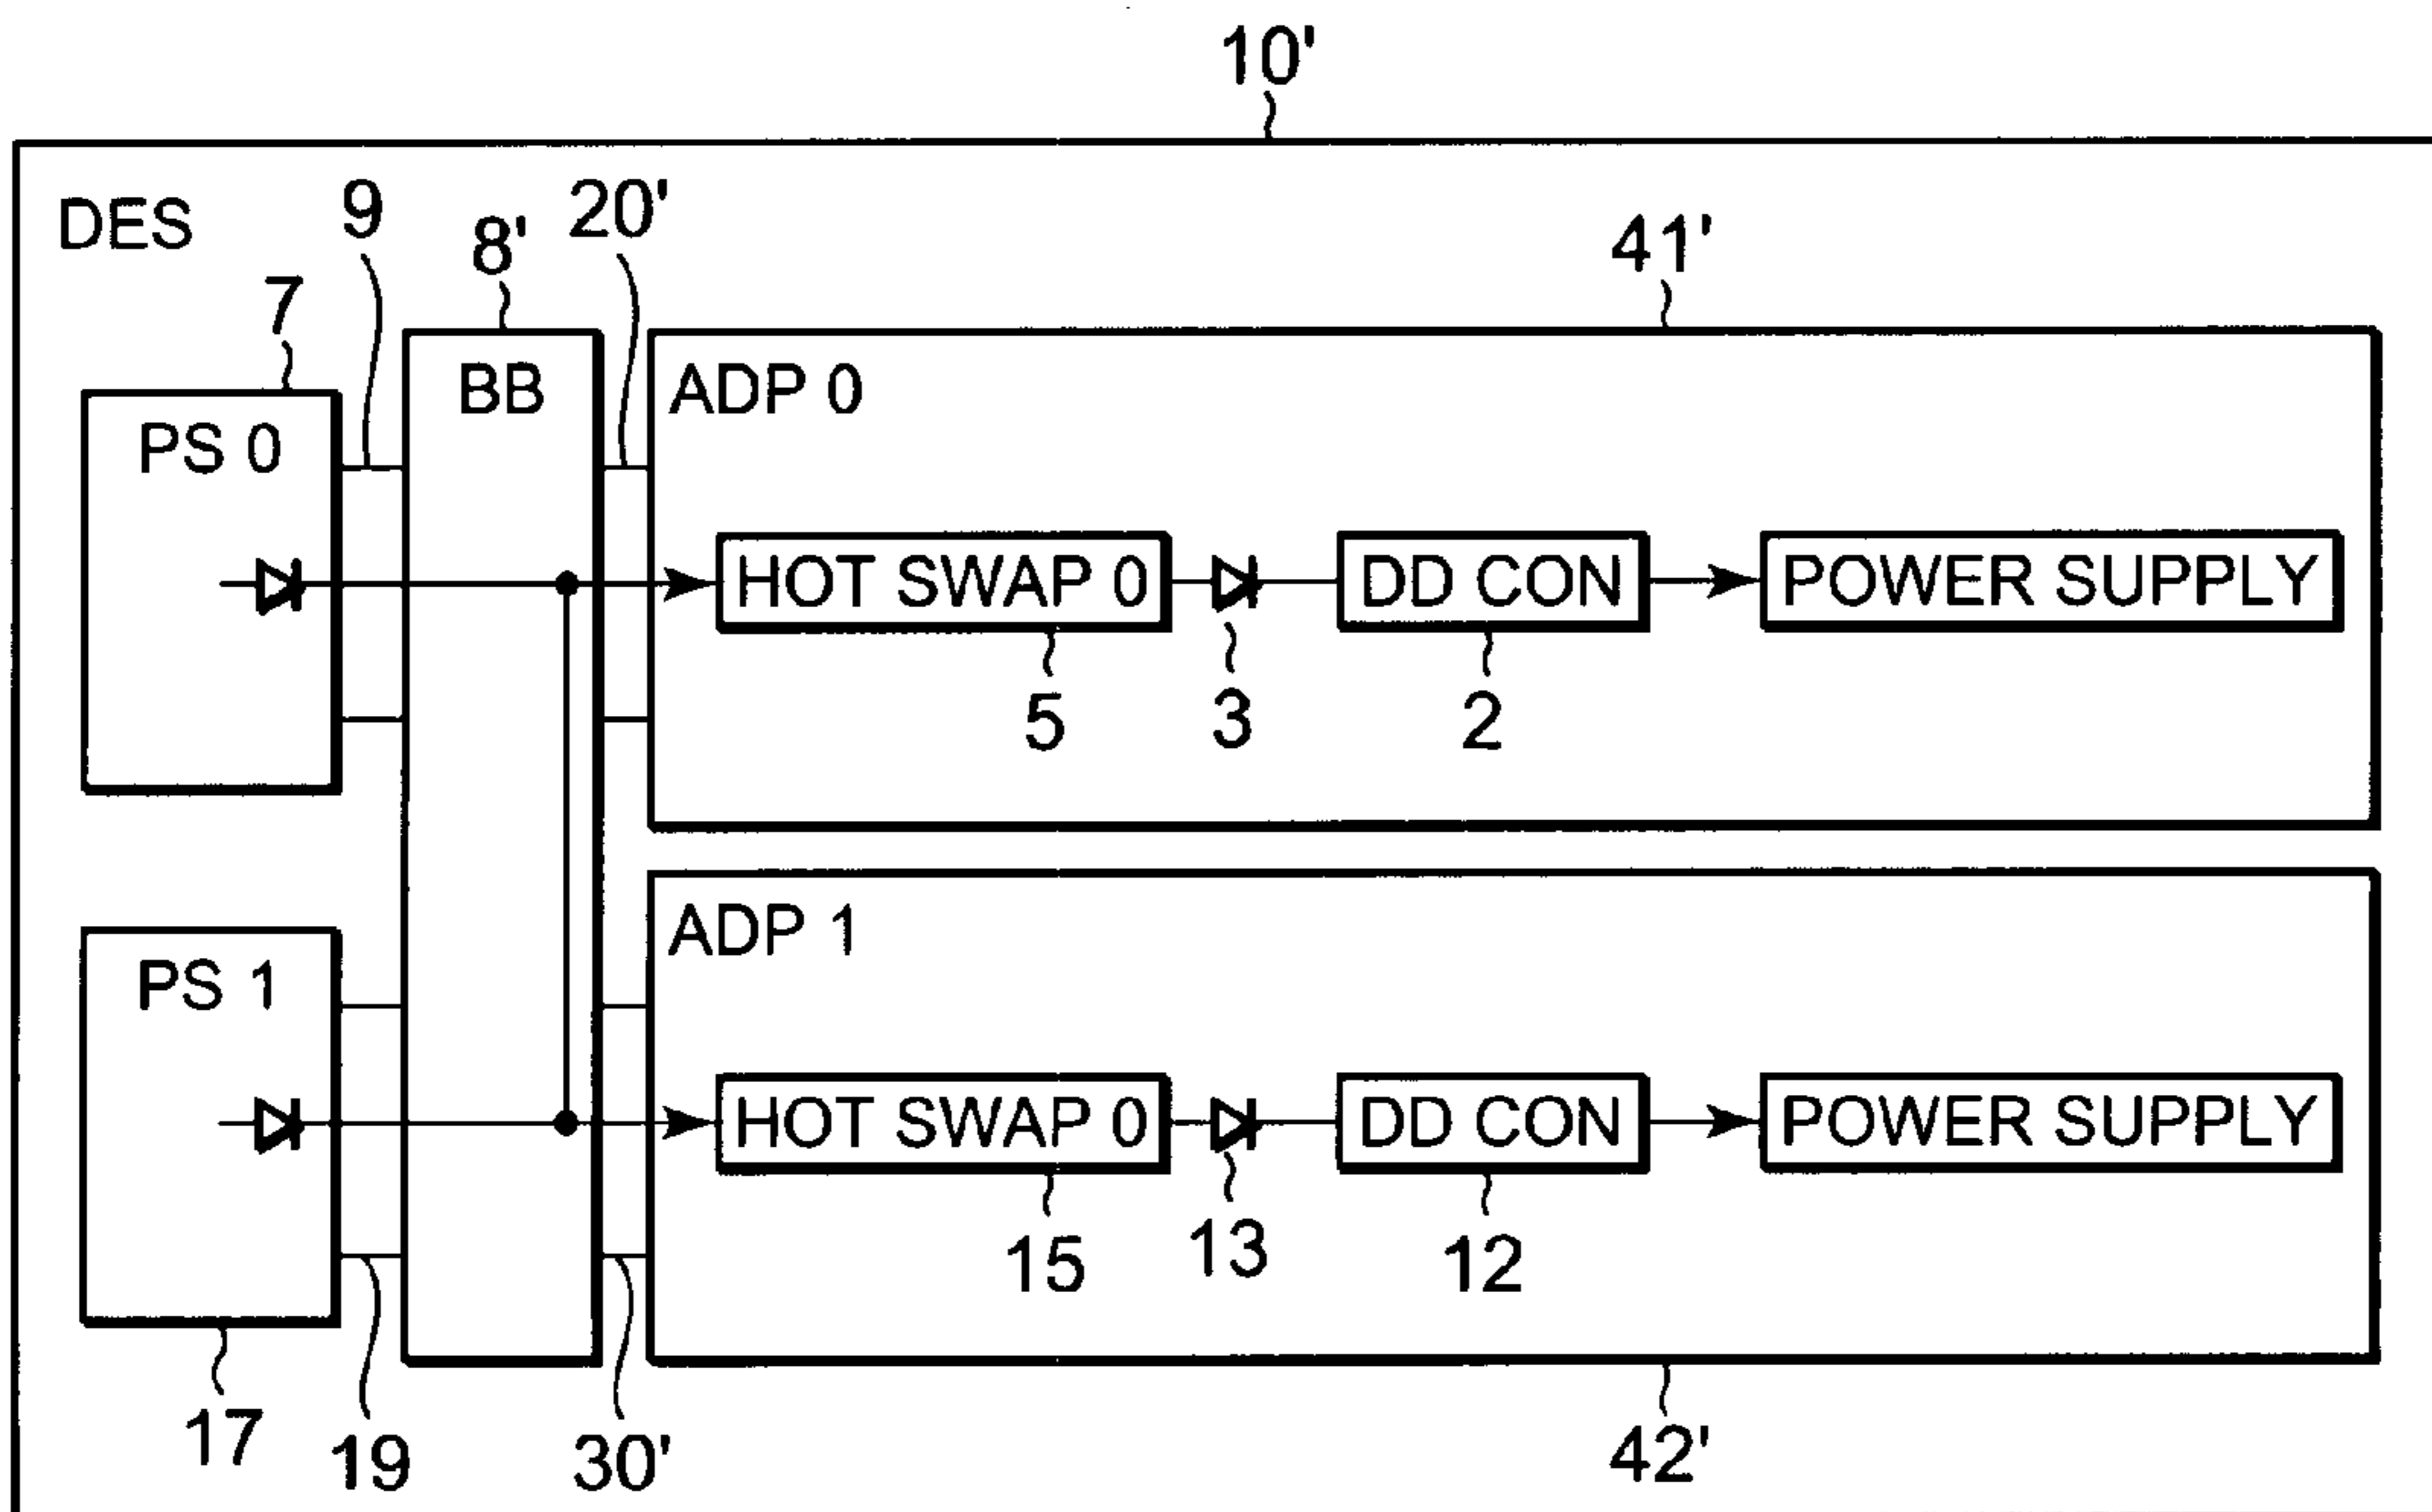 10'
DES
9
8'
20'
41'
7
BB
ADP 0
PS 0
HOT SWAP 0
DD CON
POWER SUPPLY
5
3
2
ADP 1
PS 1
HOT SWAP 0
DD CON
POWER SUPPLY
15
13
12
17
19
30'
42'